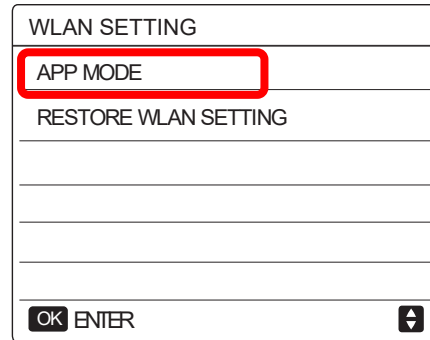 WLAN SETTING
APP MODE
RESTORE WLAN SETTING
OK ENTER